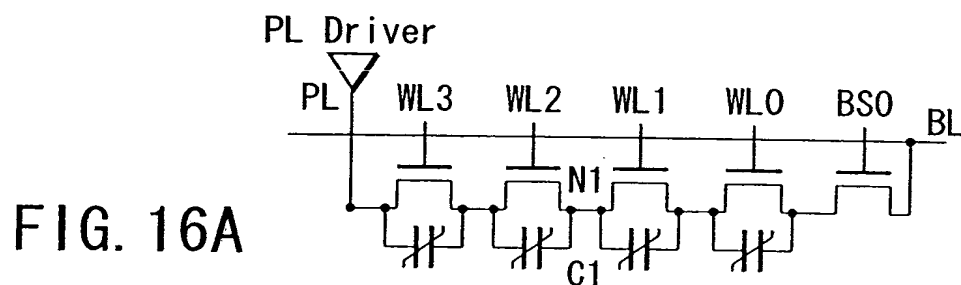 PL Driver
PL WL3 WL2 WL1 WL0 BS0 BL
N1
FIG. 16A
C1